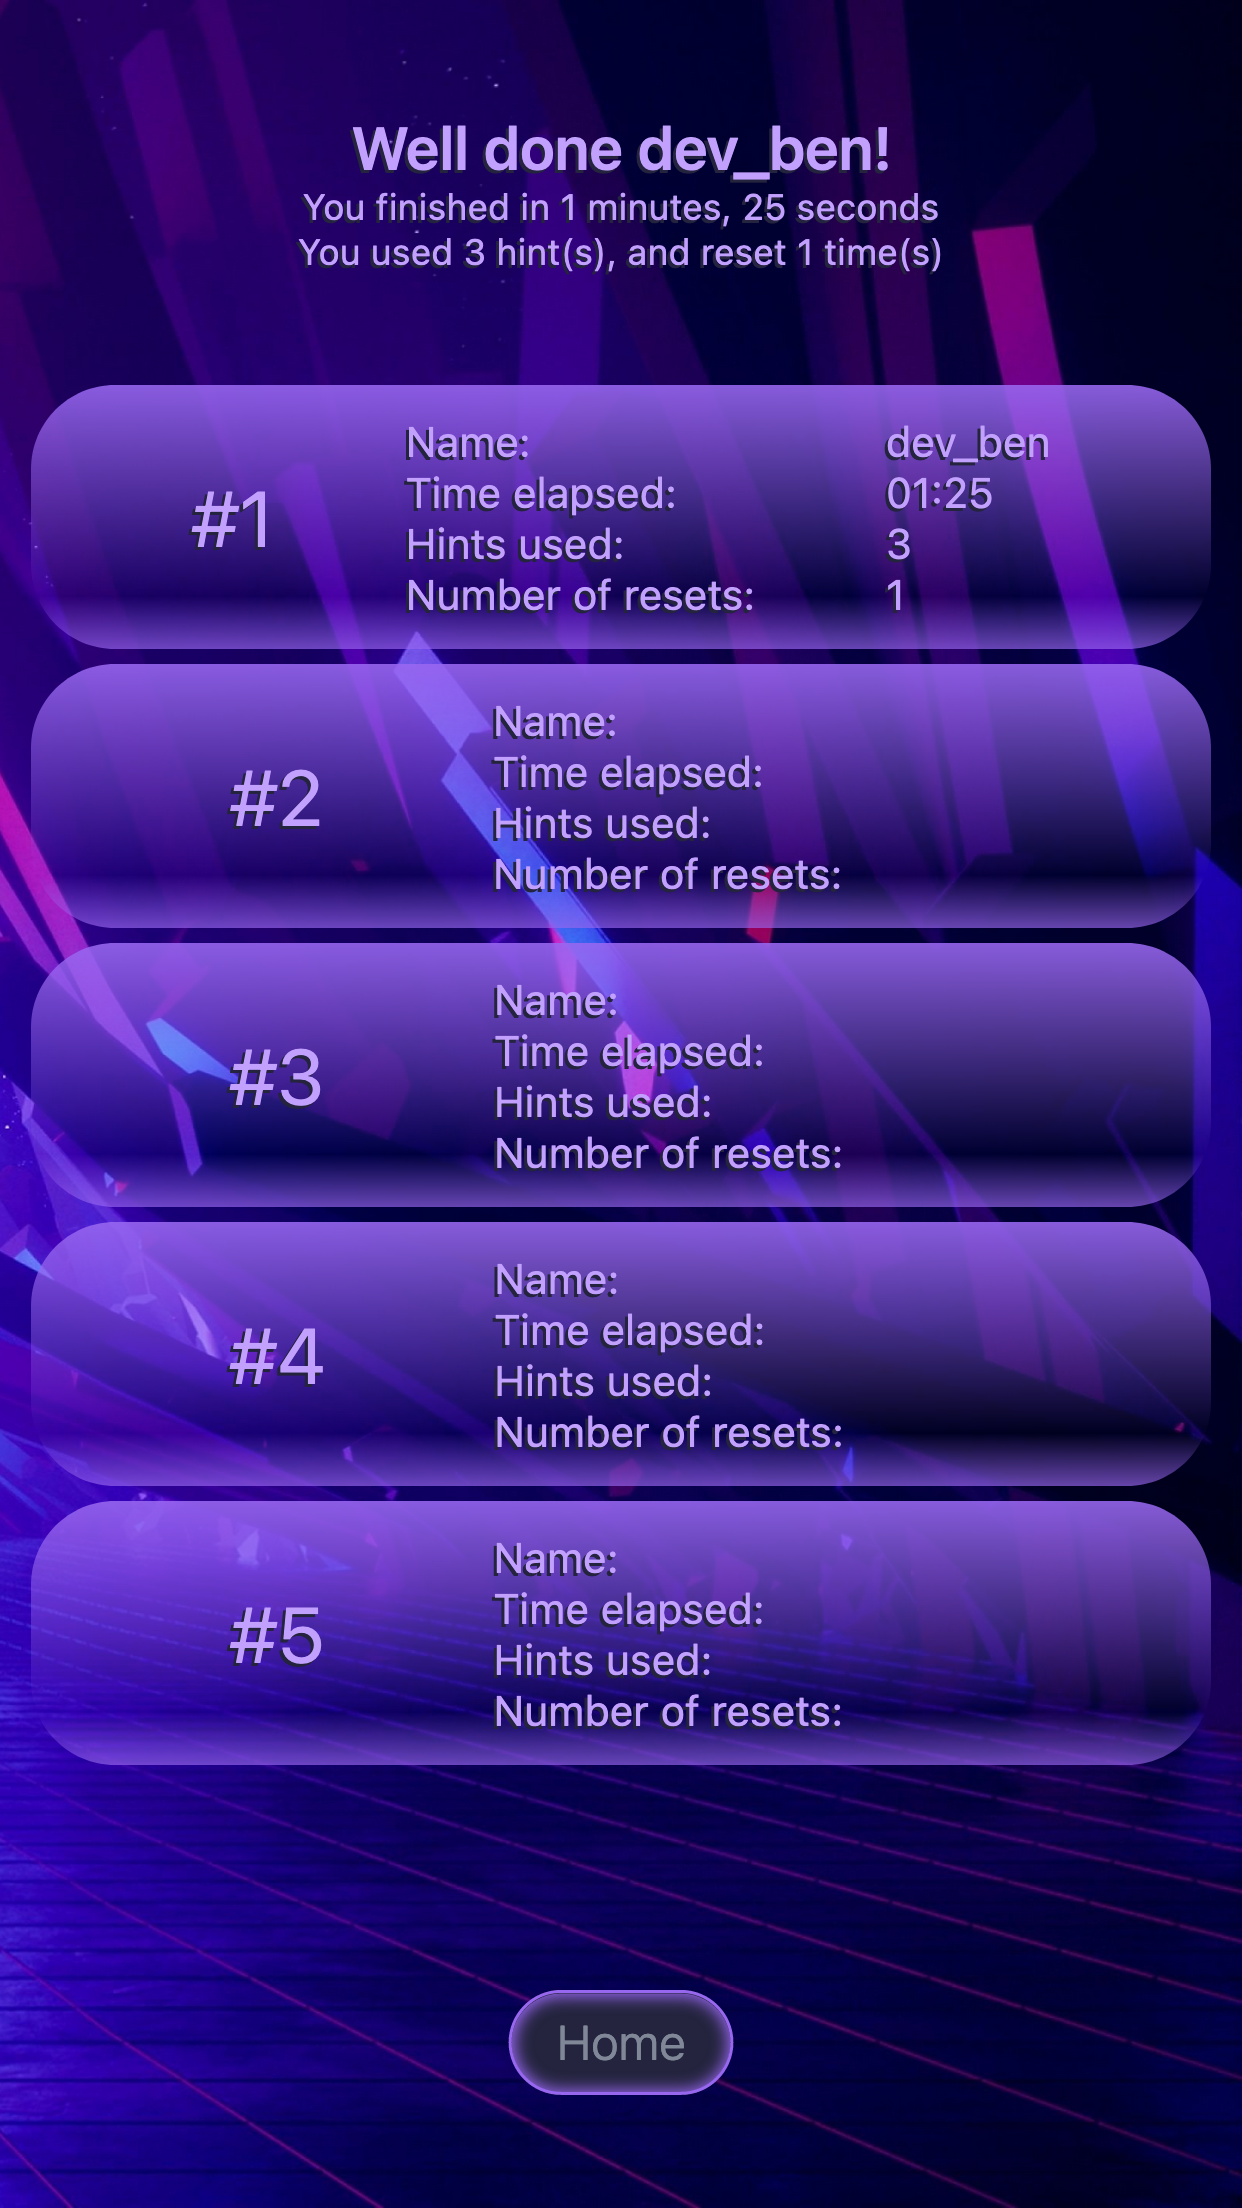 Well done dev_ben!
You finished in 1 minutes, 25 seconds
You used 3 hint(s), and reset 1 time(s)
#1
Name: dev_ben
Time elapsed: 01:25
Hints used: 3
Number of resets: 1
#2
Name:
Time elapsed:
Hints used:
Number of resets:
#3
Name:
Time elapsed:
Hints used:
Number of resets:
#4
Name:
Time elapsed:
Hints used:
Number of resets:
#5
Name:
Time elapsed:
Hints used:
Number of resets:
Home